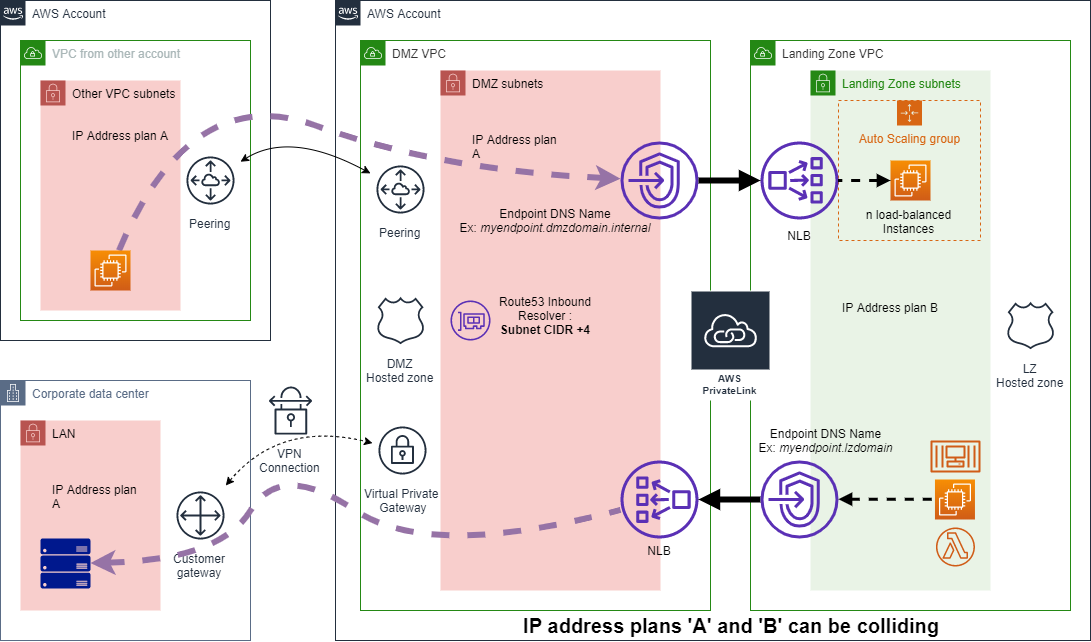 aws
AWS Account
VPC from other account
Other VPC subnets
IP Address plan A
Peering
Corporate data center
LAN
IP Address plan
A
Customer
gateway
VPN
Connection
aws
AWS Account
DMZ VPC
DMZ subnets
IP Address plan
A
Peering
Endpoint DNS Name
Ex: myendpoint.dmzdomain.internal
Route53 Inbound
Resolver :
Subnet CIDR +4
DMZ
Hosted zone
Virtual Private
Gateway
NLB
AWS
PrivateLink
Landing Zone VPC
Landing Zone subnets
Auto Scaling group
n load-balanced
Instances
NLB
IP Address plan B
LZ
Hosted zone
Endpoint DNS Name
Ex: myendpoint.lzdomain
IP address plans 'A' and 'B' can be colliding